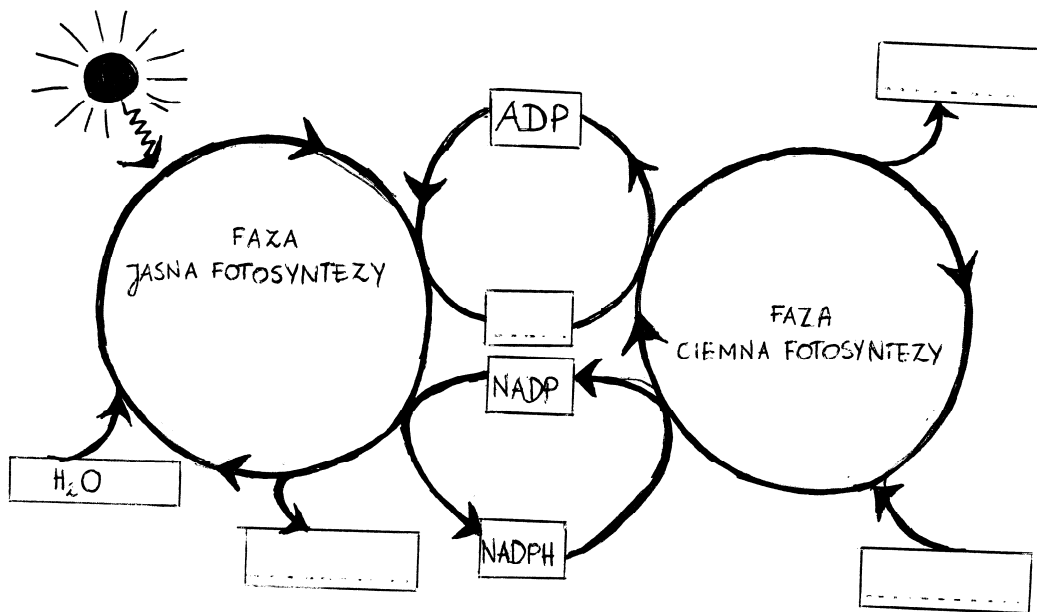 ADP
FAZA
JASNA FOTOSYNTEZY
FAZA
CIEMNA FOTOSYNTEZY
NADP
H₂O
NADPH